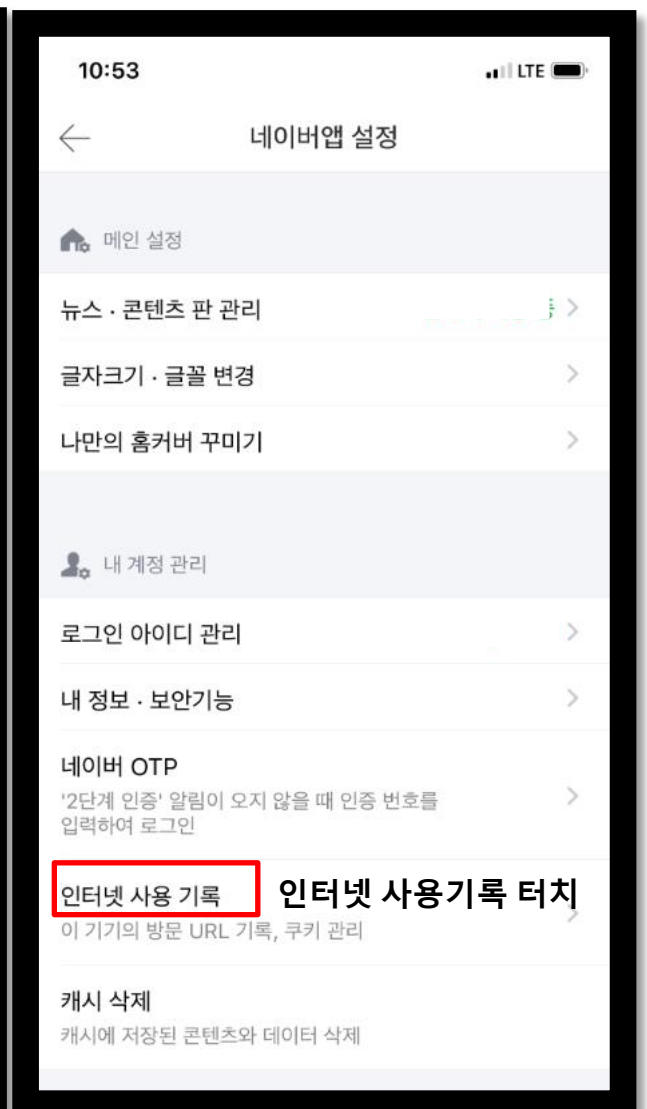 10:53
LTE
네이버앱 설정
메인 설정
뉴스 · 콘텐츠 판 관리
글자크기 · 글꼴 변경
나만의 홈커버 꾸미기
내 계정 관리
로그인 아이디 관리
내 정보 · 보안기능
네이버 OTP
'2단계 인증' 알림이 오지 않을 때 인증 번호를
입력하여 로그인
인터넷 사용 기록
인터넷 사용기록 터치
이 기기의 방문 URL 기록, 쿠키 관리
캐시 삭제
캐시에 저장된 콘텐츠와 데이터 삭제